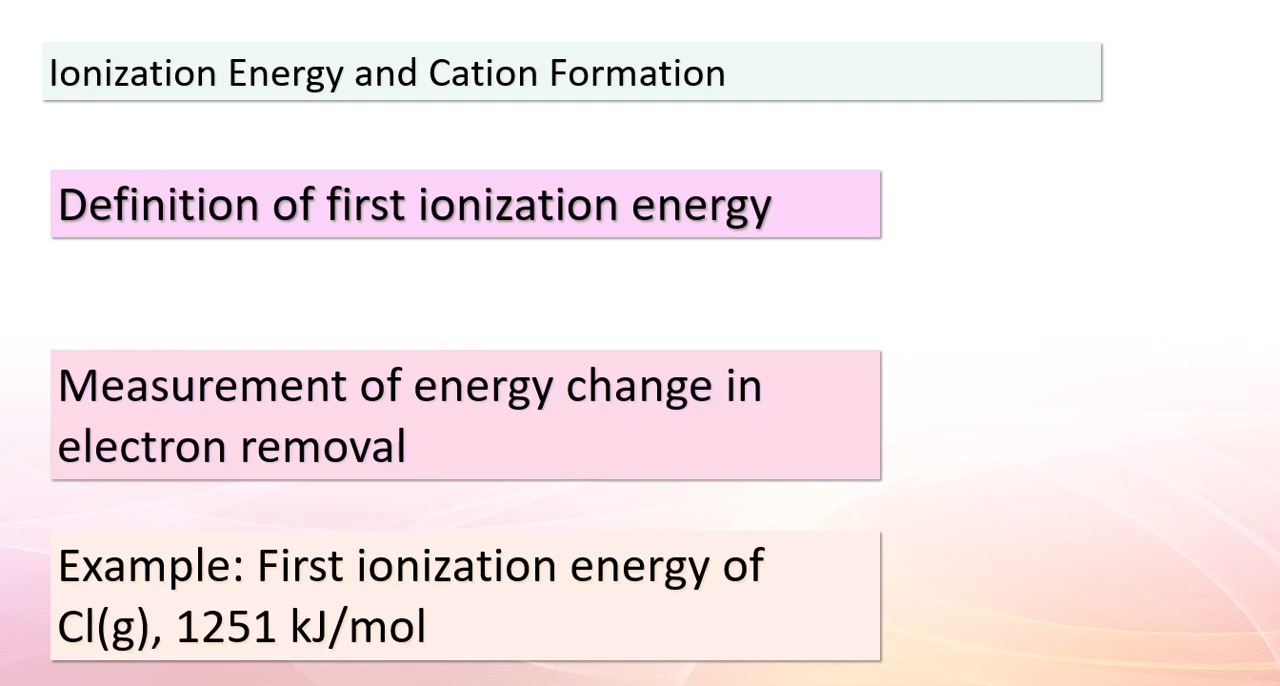 Ionization Energy and Cation Formation
Definition of first ionization energy
Measurement of energy change in
electron removal
Example: First ionization energy of
Cl(g), 1251 kJ/mol